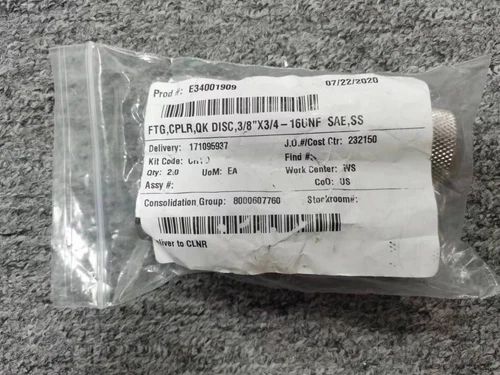 Prod #: E34001909 07/22/2020
FTG,CPLR,QK DISC,3/8"X3/4-16UNF SAE,SS
Delivery: 171095937 J.O.#/Cost Ctr: 232150
Kit Code: Find #:
Qty: 2.0 UoM: EA Work Center: WS
Assy #: CoO: US
Consolidation Group: 8000607760 Stockroom#:
liver to CLNR